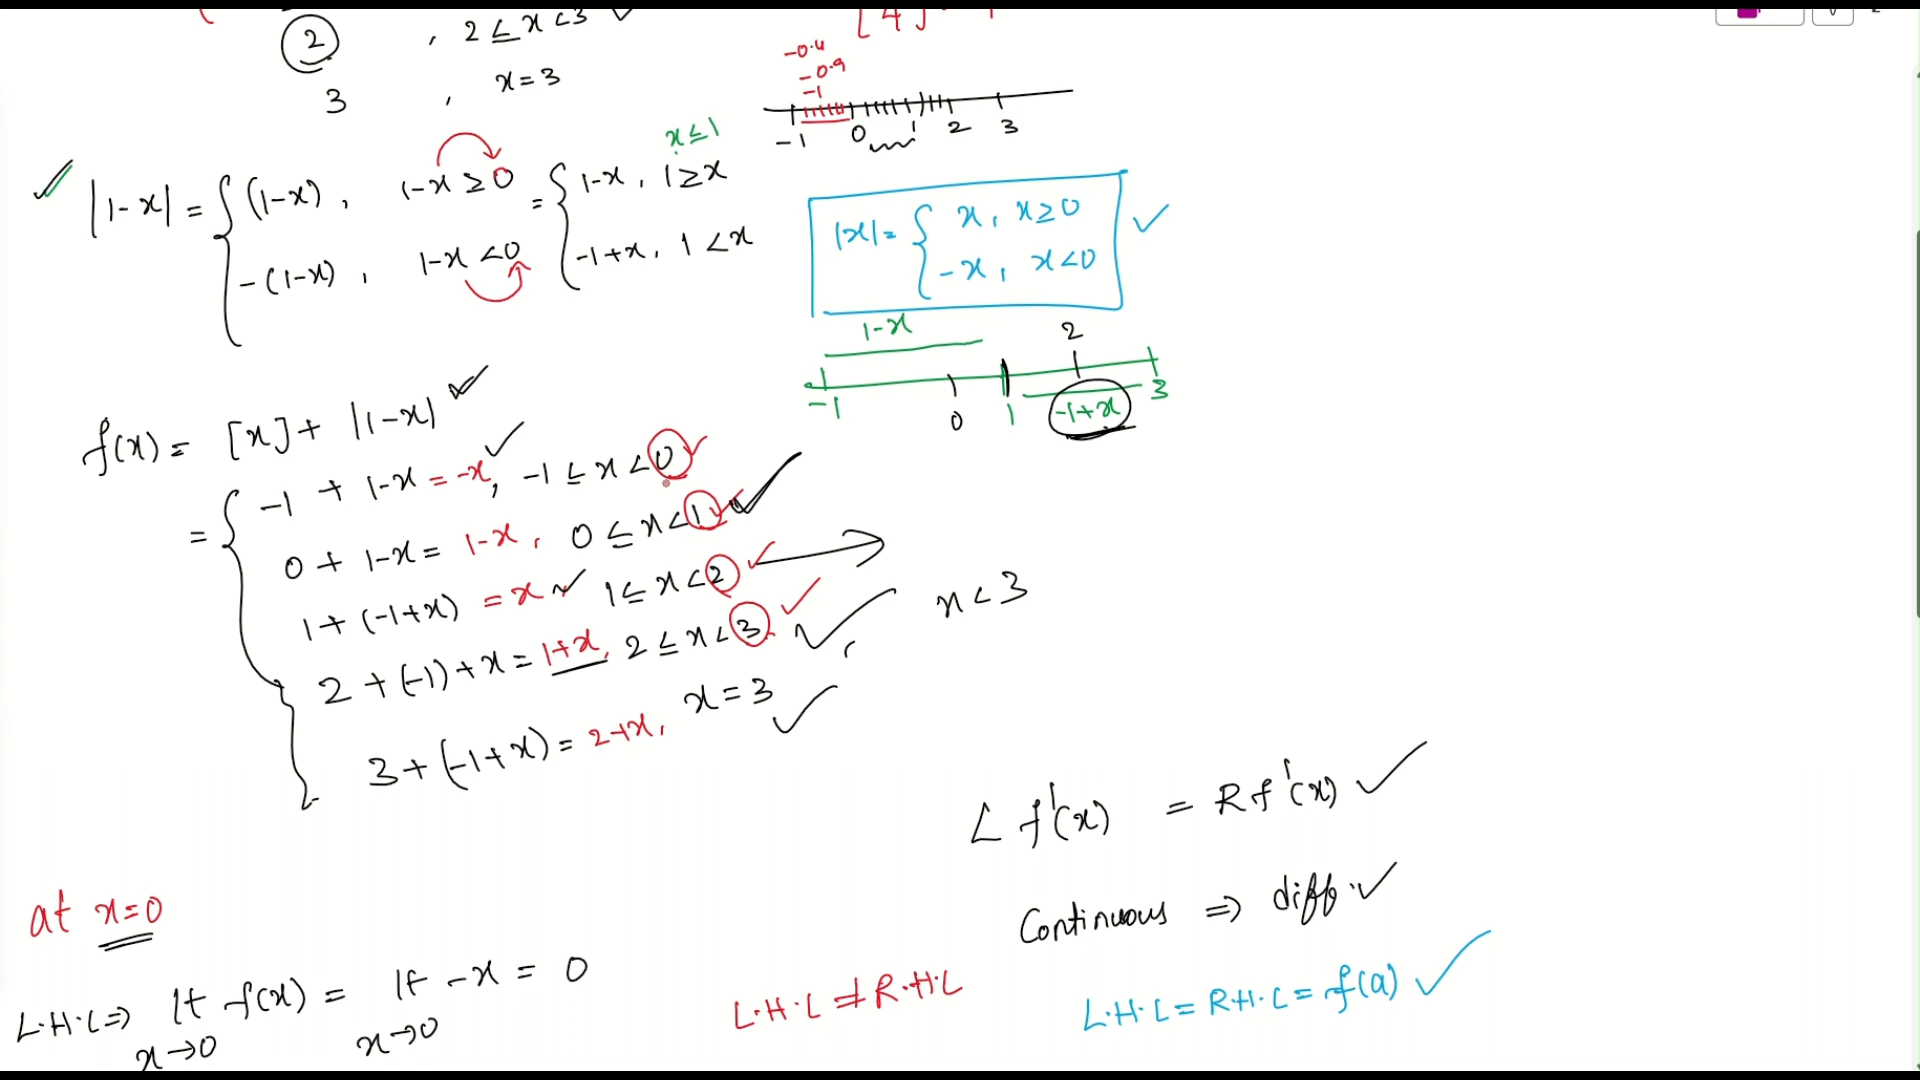 2 , 2 ≤ x < 3 ✓
3 , x = 3
-0.4
-0.9
-1
-1 0 1 2 3
x ≤ 1
|1-x| = { (1-x), 1-x ≥ 0 = { 1-x, 1 ≥ x
-(1-x), 1-x < 0 -1+x, 1 < x
|x| = { x, x ≥ 0
-x, x < 0
1-x
-1 0 1 2 3
-1+x
f(x) = [x] + |1-x|
= { -1 + 1-x = -x, -1 ≤ x < 0
0 + 1-x = 1-x, 0 ≤ x < 1
1 + (-1+x) = x 1 ≤ x < 2
2 + (-1) + x = 1+x, 2 ≤ x < 3
x < 3
3 + (-1+x) = 2+x, x = 3
L f'(x) = R f'(x)
Continuous ⇒ diff.
at x=0
L.H.L ⇒ lt f(x) = lt -x = 0
x→0 x→0
L.H.L ≠ R.H.L
L.H.L = R.H.L = f(a)